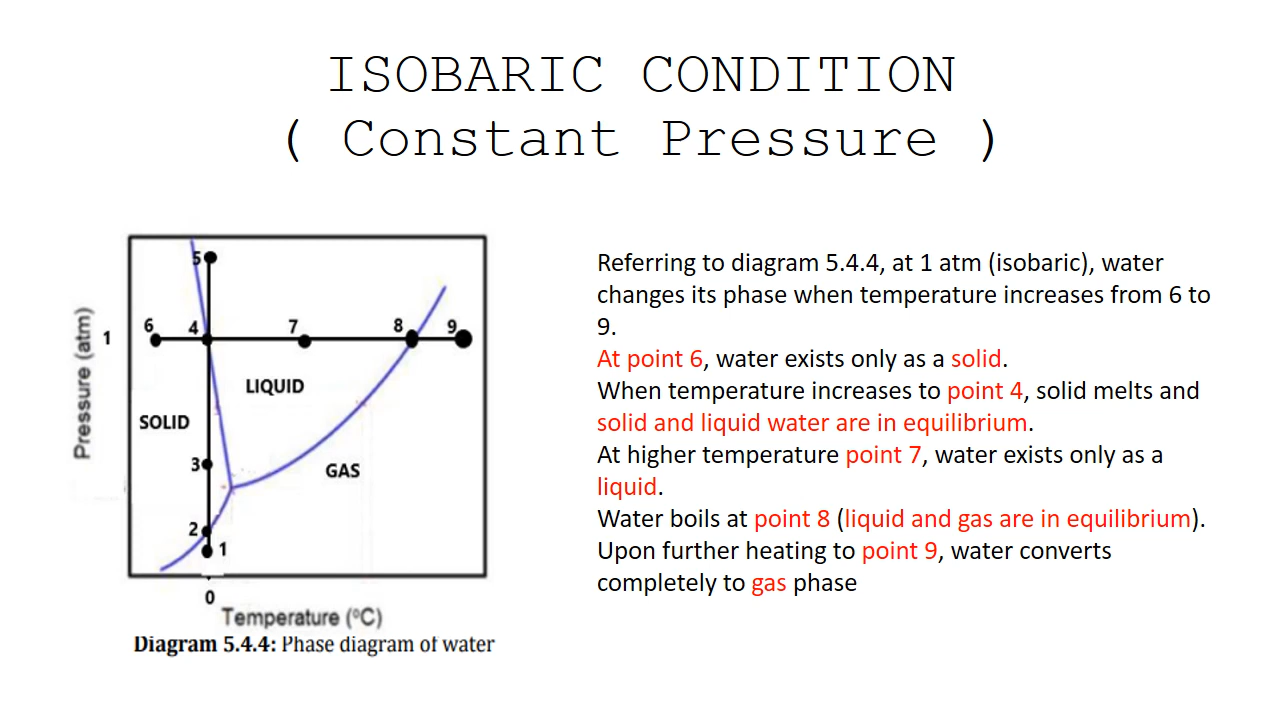 ISOBARIC CONDITION
( Constant Pressure )
5
6 4 7 8 9
1
LIQUID
SOLID
3
GAS
2
1
0
Pressure (atm)
Temperature (°C)
Diagram 5.4.4: Phase diagram of water
Referring to diagram 5.4.4, at 1 atm (isobaric), water
changes its phase when temperature increases from 6 to
9.
At point 6, water exists only as a solid.
When temperature increases to point 4, solid melts and
solid and liquid water are in equilibrium.
At higher temperature point 7, water exists only as a
liquid.
Water boils at point 8 (liquid and gas are in equilibrium).
Upon further heating to point 9, water converts
completely to gas phase